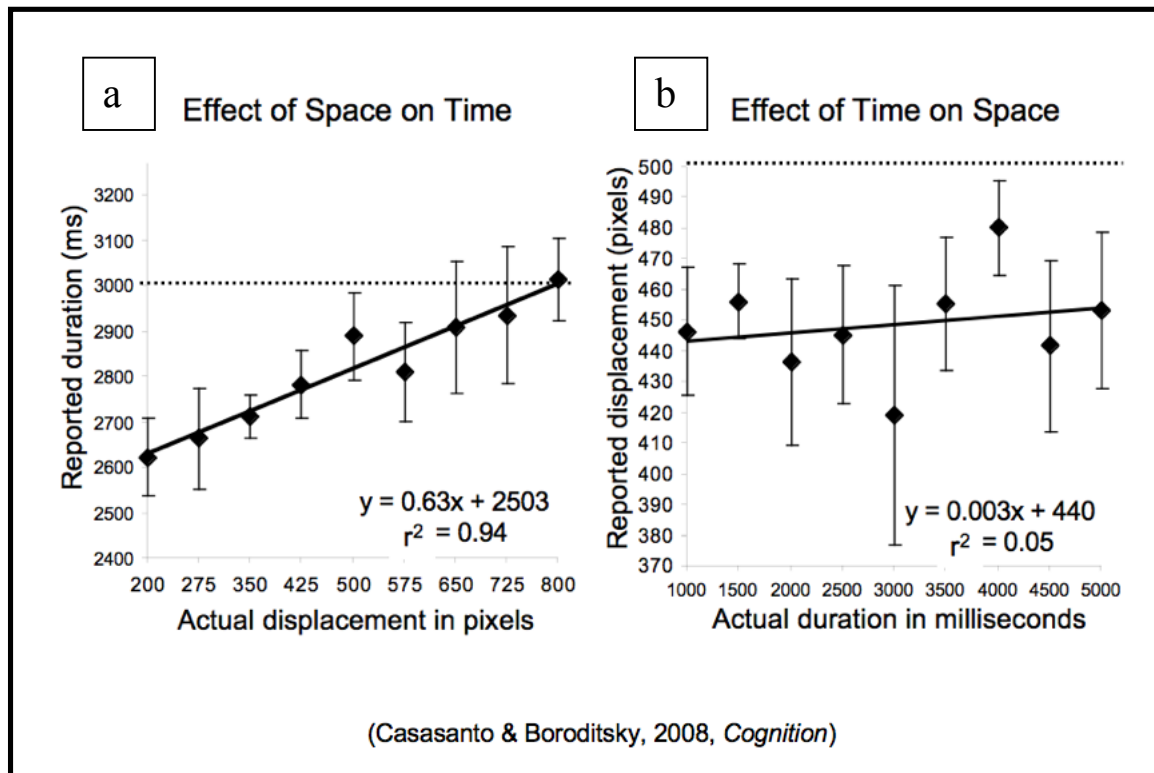 a
Effect of Space on Time
Reported duration (ms)
3200
3100
3000
2900
2800
2700
2600
2500
2400
y = 0.63x + 2503
r² = 0.94
200 275 350 425 500 575 650 725 800
Actual displacement in pixels
b
Effect of Time on Space
Reported displacement (pixels)
500
490
480
470
460
450
440
430
420
410
400
390
380
370
y = 0.003x + 440
r² = 0.05
1000 1500 2000 2500 3000 3500 4000 4500 5000
Actual duration in milliseconds
(Casasanto & Boroditsky, 2008, Cognition)